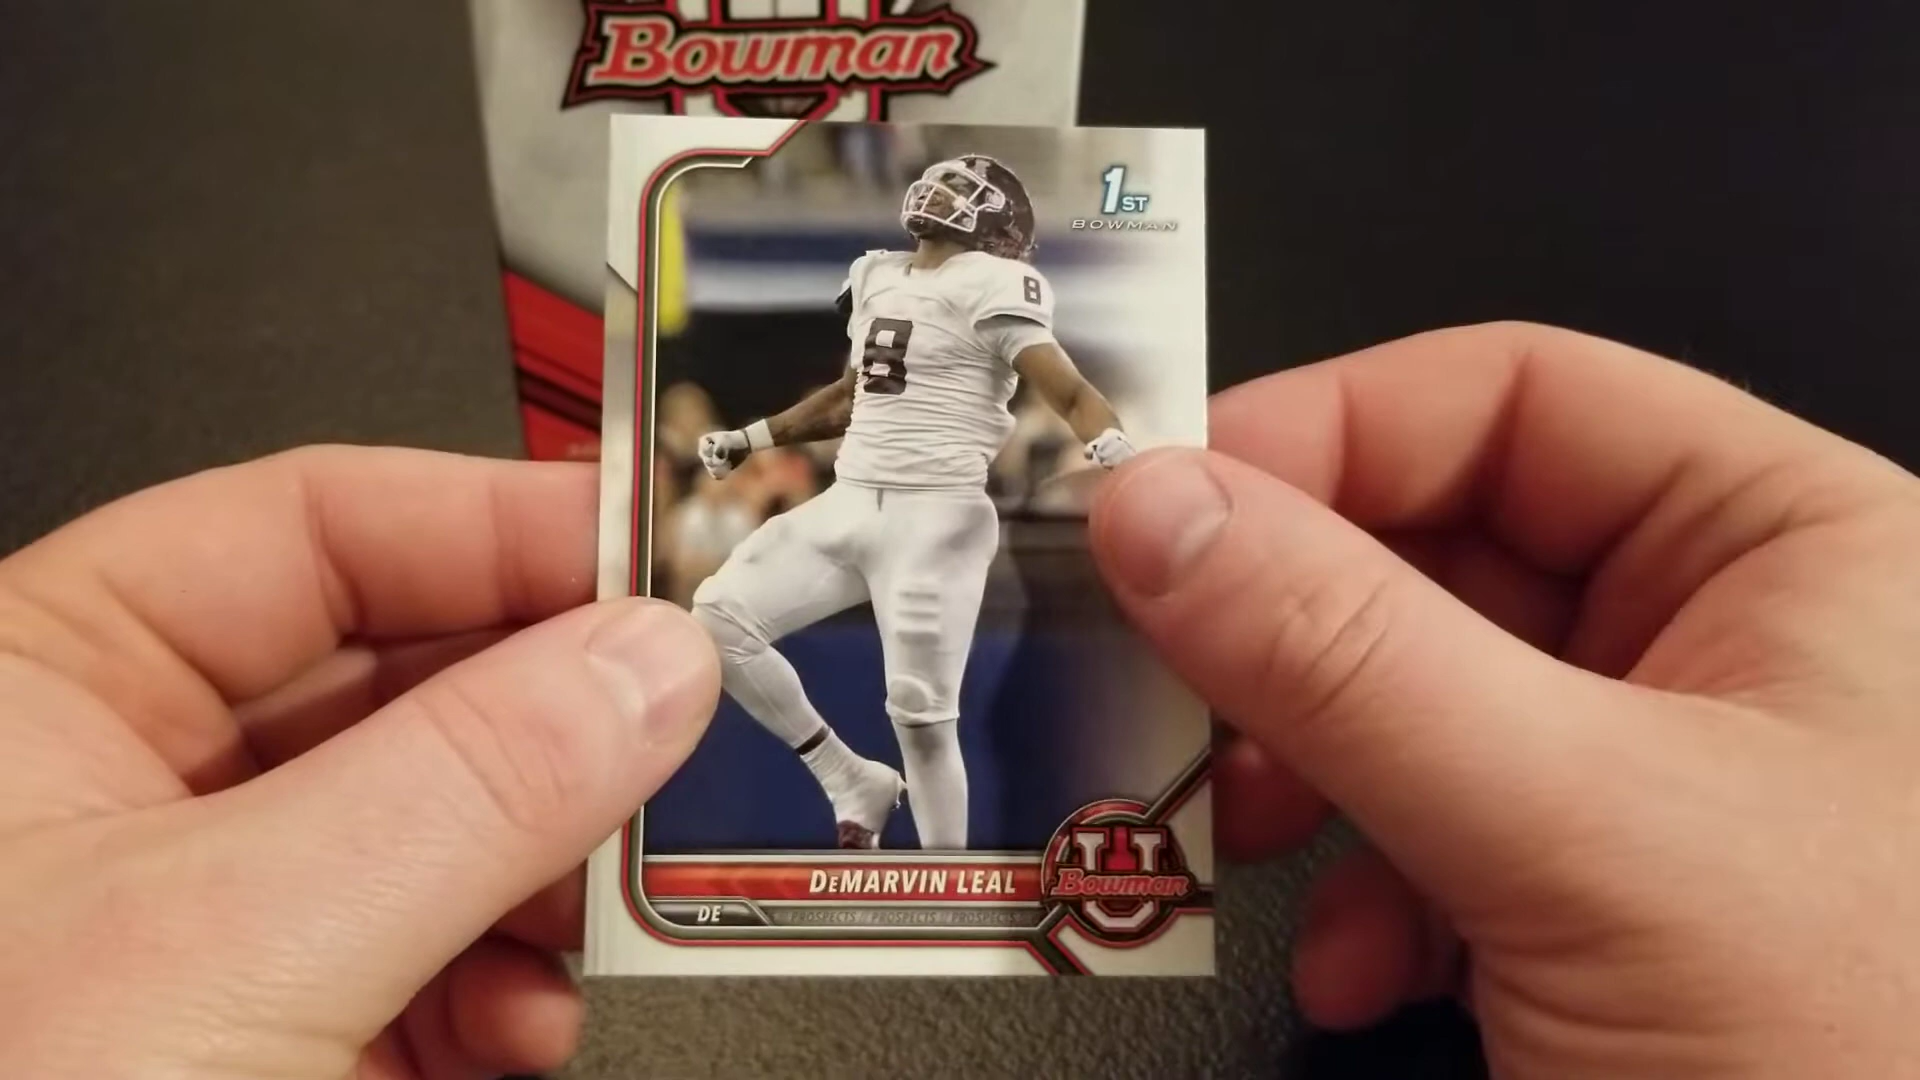 Bowman
1ST
BOWMAN
8
8
DeMARVIN LEAL
U
Bowman
DE
PROSPECTS // PROSPECTS // PROSPECTS